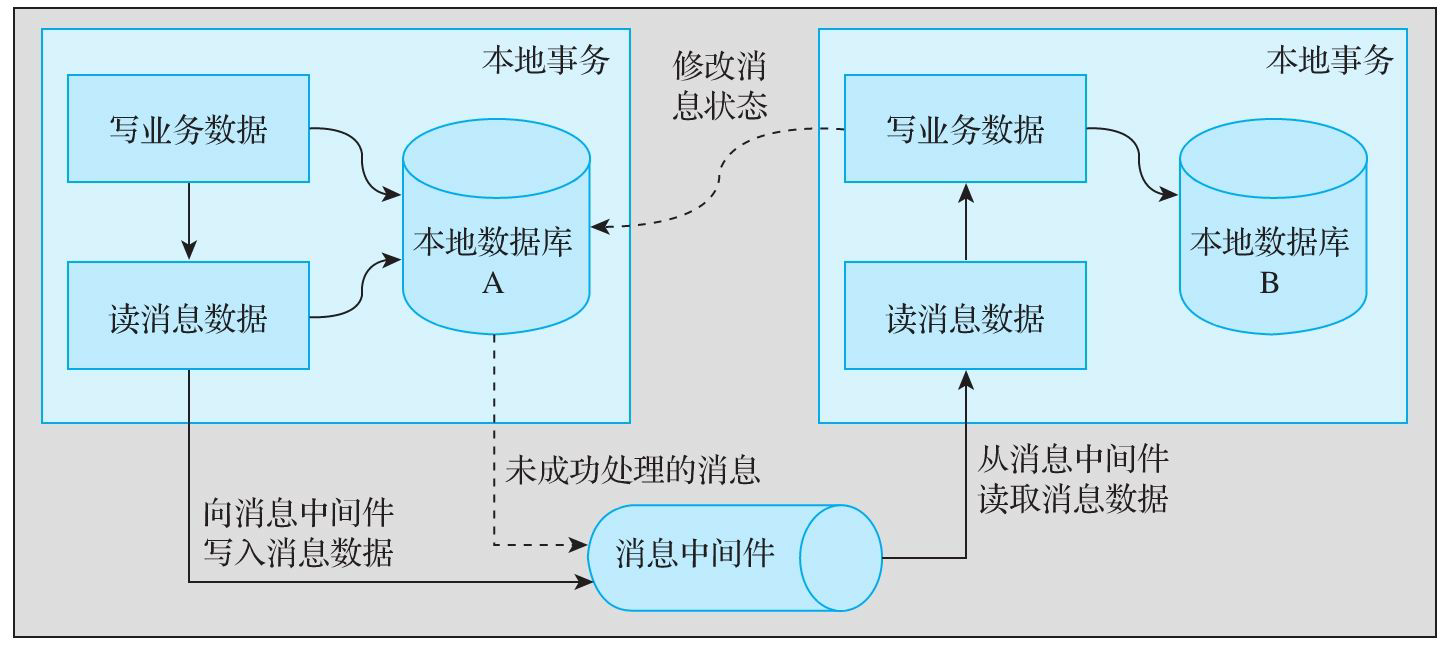 本地事务
写业务数据
本地数据库
A
读消息数据
修改消
息状态
本地事务
写业务数据
本地数据库
B
读消息数据
未成功处理的消息
向消息中间件
写入消息数据
消息中间件
从消息中间件
读取消息数据